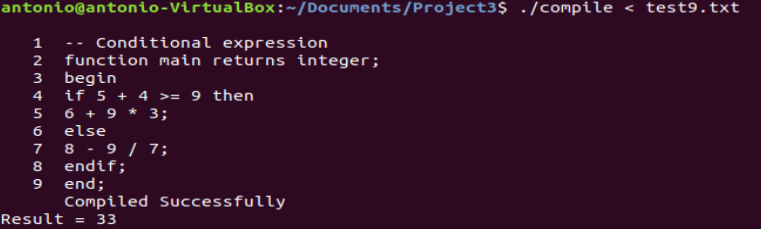 antonio@antonio-VirtualBox:~/Documents/Project3$ ./compile < test9.txt
1 -- Conditional expression
2 function main returns integer;
3 begin
4 if 5 + 4 >= 9 then
5 6 + 9 * 3;
6 else
7 8 - 9 / 7;
8 endif;
9 end;
Compiled Successfully
Result = 33